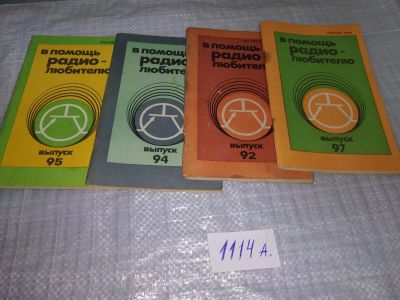 в помощь
радио-
любителю
выпуск
95
в помощь
радио-
любителю
выпуск
94
в помощь
радио-
любителю
выпуск
92
в помощь
радио-
любителю
выпуск
97
1114 А.